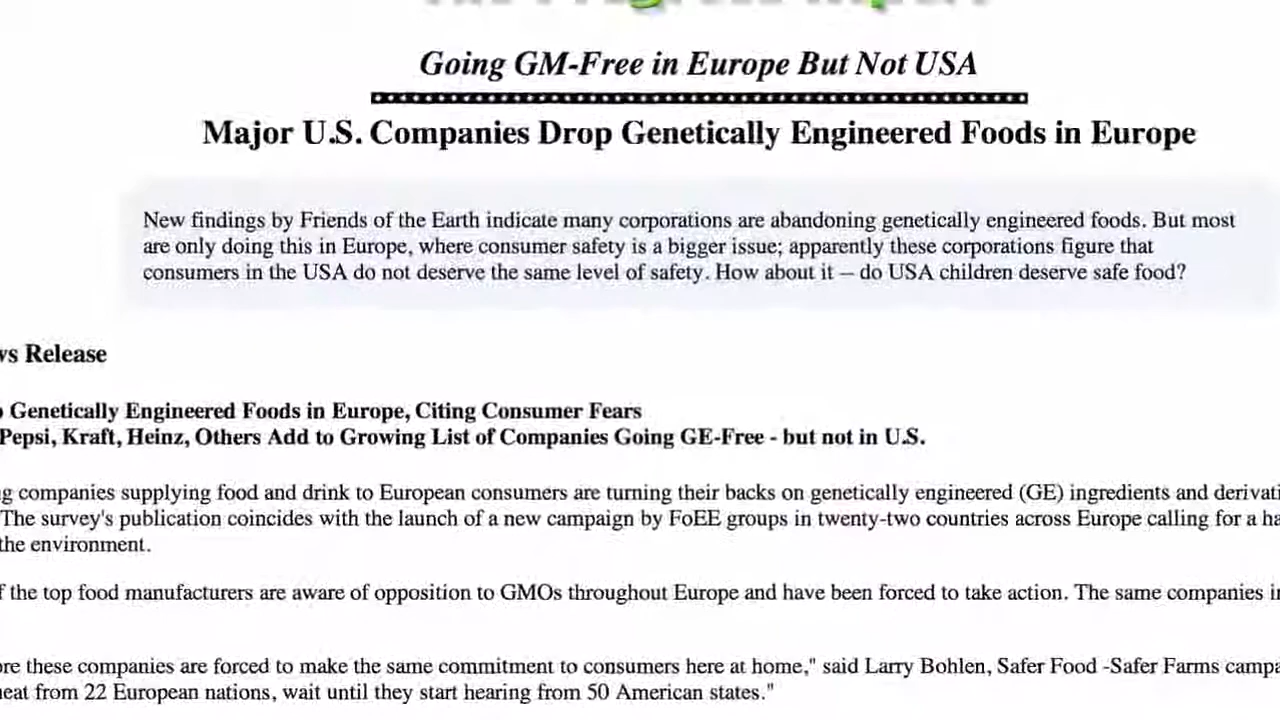 Going GM-Free in Europe But Not USA
Major U.S. Companies Drop Genetically Engineered Foods in Europe
New findings by Friends of the Earth indicate many corporations are abandoning genetically engineered foods. But most
are only doing this in Europe, where consumer safety is a bigger issue; apparently these corporations figure that
consumers in the USA do not deserve the same level of safety. How about it – do USA children deserve safe food?
Release
Genetically Engineered Foods in Europe, Citing Consumer Fears
Pepsi, Kraft, Heinz, Others Add to Growing List of Companies Going GE-Free - but not in U.S.
companies supplying food and drink to European consumers are turning their backs on genetically engineered (GE) ingredients and
The survey's publication coincides with the launch of a new campaign by FoEE groups in twenty-two countries across Europe calling for a
the environment.
the top food manufacturers are aware of opposition to GMOs throughout Europe and have been forced to take action. The same companies
these companies are forced to make the same commitment to consumers here at home," said Larry Bohlen, Safer Food -Safer Farms
from 22 European nations, wait until they start hearing from 50 American states."